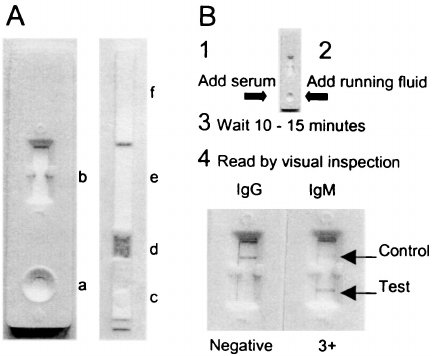 A
b
a
f
e
d
c
B
1
2
Add serum
Add running fluid
3 Wait 10 - 15 minutes
4 Read by visual inspection
IgG
IgM
Control
Test
Negative
3+